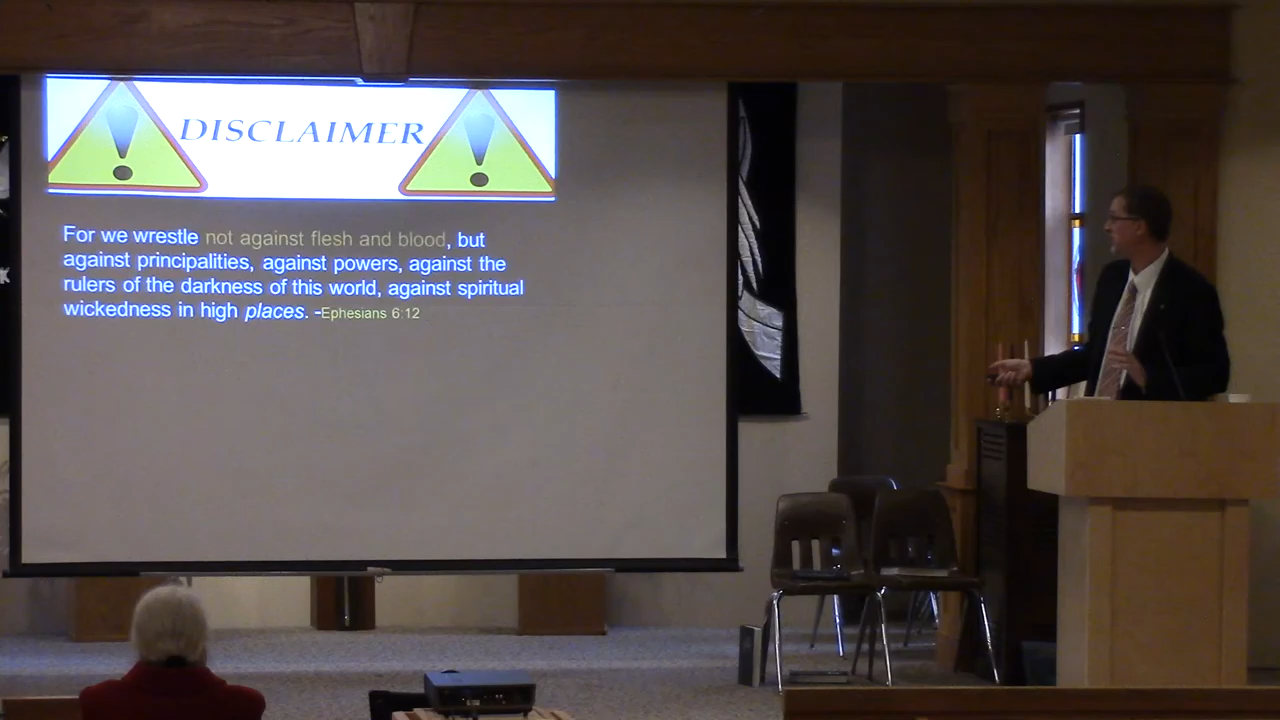 DISCLAIMER
For we wrestle not against flesh and blood, but
against principalities, against powers, against the
rulers of the darkness of this world, against spiritual
wickedness in high places. -Ephesians 6:12